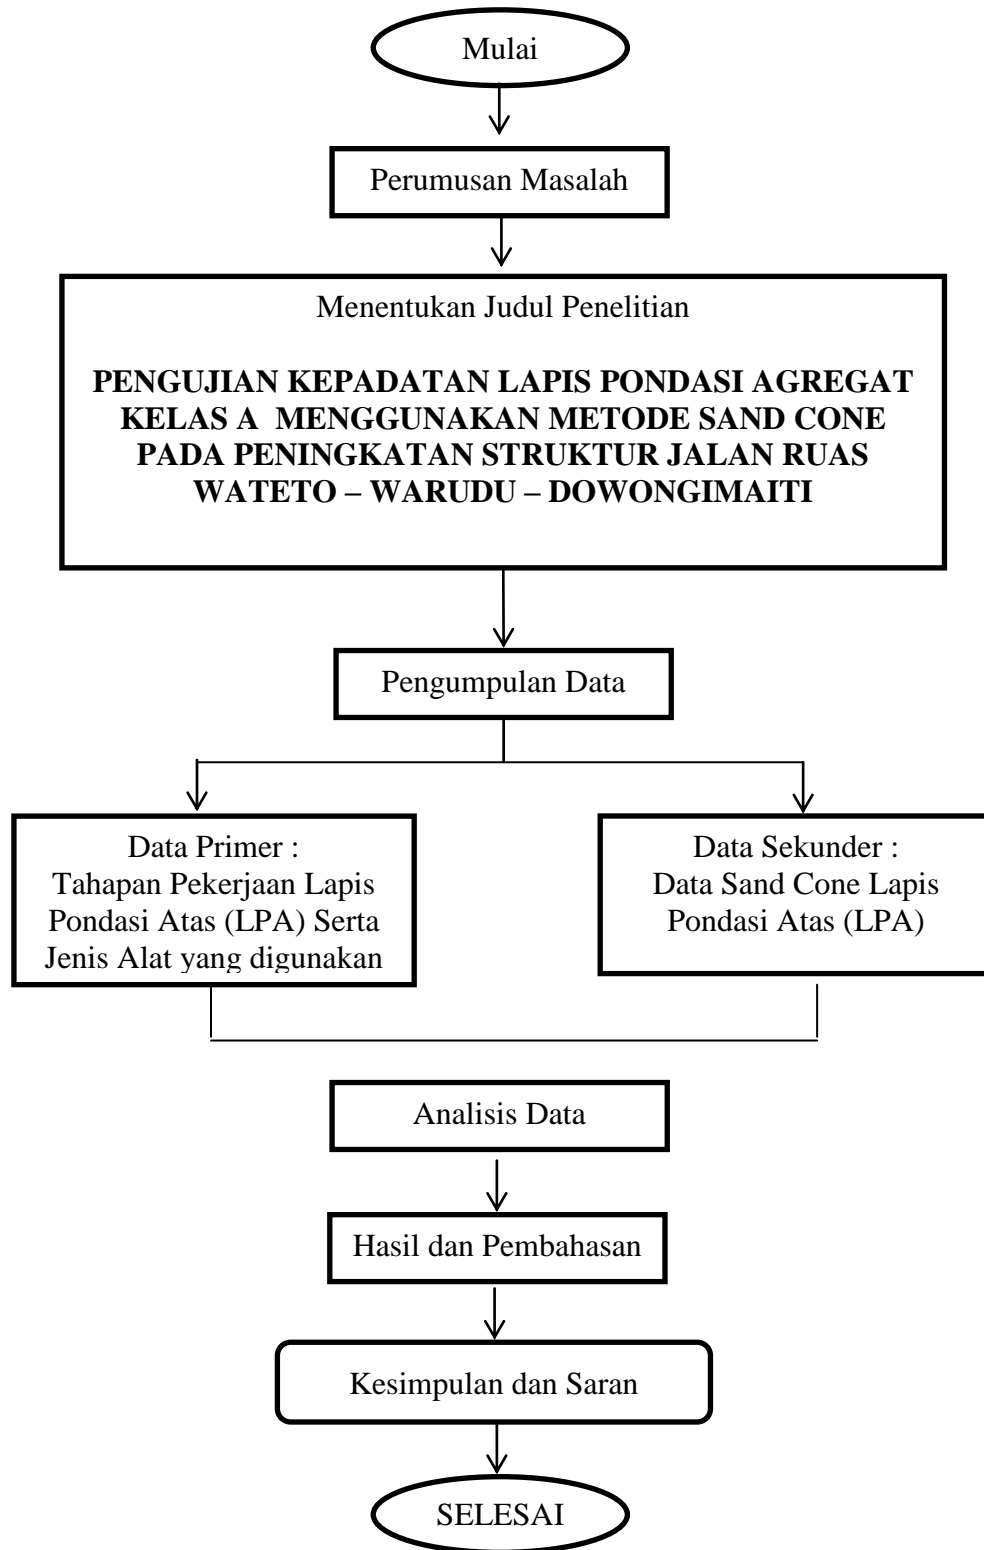 Mulai
Perumusan Masalah
Menentukan Judul Penelitian
PENGUJIAN KEPADATAN LAPIS PONDASI AGREGAT
KELAS A MENGGUNAKAN METODE SAND CONE
PADA PENINGKATAN STRUKTUR JALAN RUAS
WATETO – WARUDU – DOWONGIMAITI
Pengumpulan Data
Data Primer :
Tahapan Pekerjaan Lapis
Pondasi Atas (LPA) Serta
Jenis Alat yang digunakan
Data Sekunder :
Data Sand Cone Lapis
Pondasi Atas (LPA)
Analisis Data
Hasil dan Pembahasan
Kesimpulan dan Saran
SELESAI